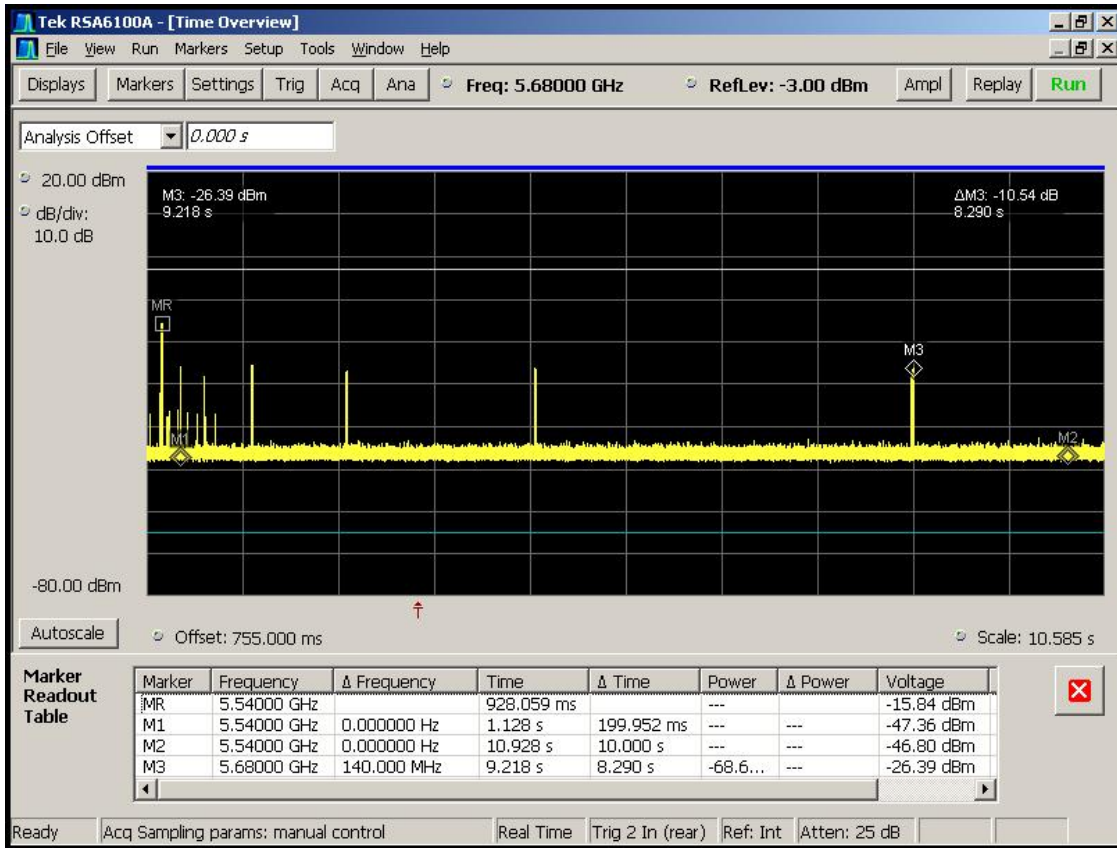 Tek RSA6100A - [Time Overview]
File View Run Markers Setup Tools Window Help
Displays Markers Settings Trig Acq Ana Freq: 5.68000 GHz RefLev: -3.00 dBm Ampl Replay Run
Analysis Offset 0.000 s
20.00 dBm
dB/div:
10.0 dB
M3: -26.39 dBm
9.218 s
ΔM3: -10.54 dB
8.290 s
MR
M3
M1
M2
-80.00 dBm
T
Autoscale Offset: 755.000 ms Scale: 10.585 s
Marker
Readout
Table
Marker Frequency Δ Frequency Time Δ Time Power Δ Power Voltage
MR 5.54000 GHz 928.059 ms --- -15.84 dBm
M1 5.54000 GHz 0.000000 Hz 1.128 s 199.952 ms --- --- -47.36 dBm
M2 5.54000 GHz 0.000000 Hz 10.928 s 10.000 s --- --- -46.80 dBm
M3 5.68000 GHz 140.000 MHz 9.218 s 8.290 s -68.6... --- -26.39 dBm
Ready Acq Sampling params: manual control Real Time Trig 2 In (rear) Ref: Int Atten: 25 dB